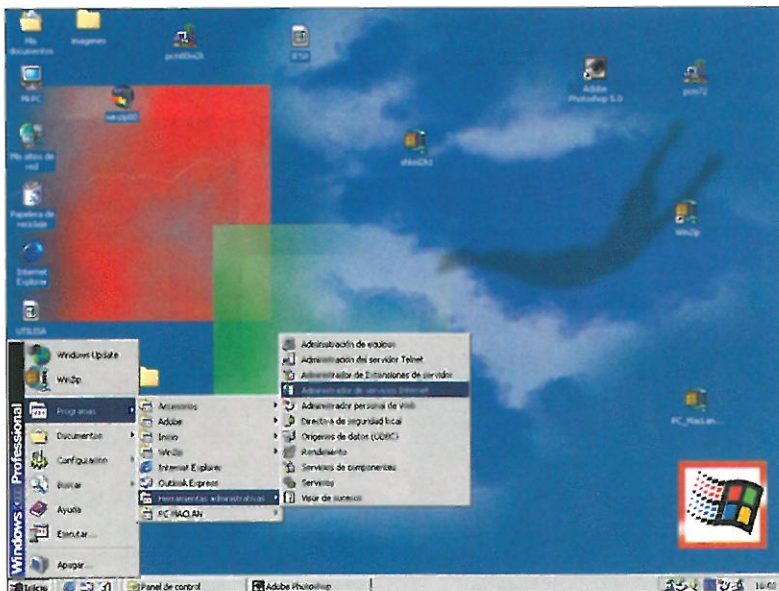 Mis documentos
imagenes
Mi PC
winzip80
Adobe Photoshop 5.0
pcm72
Mis sitios de red
Papelera de reciclaje
WinZip
Internet Explorer
UTILISA
PC_MacLan...
Windows Professional
Windows Update
WinZip
Programas
Documentos
Configuración
Buscar
Ayuda
Ejecutar...
Apagar...
Accesorios
Adobe
Inicio
WinZip
Internet Explorer
Outlook Express
Herramientas administrativas
PC MACLAN
Administración de equipos
Administración del servidor Telnet
Administrador de Extensiones de servidor
Administrador de servicios Internet
Administrador personal de Web
Directiva de seguridad local
Orígenes de datos (ODBC)
Rendimiento
Servicios de componentes
Servicios
Visor de sucesos
Inicio
Panel de control
Adobe Photoshop